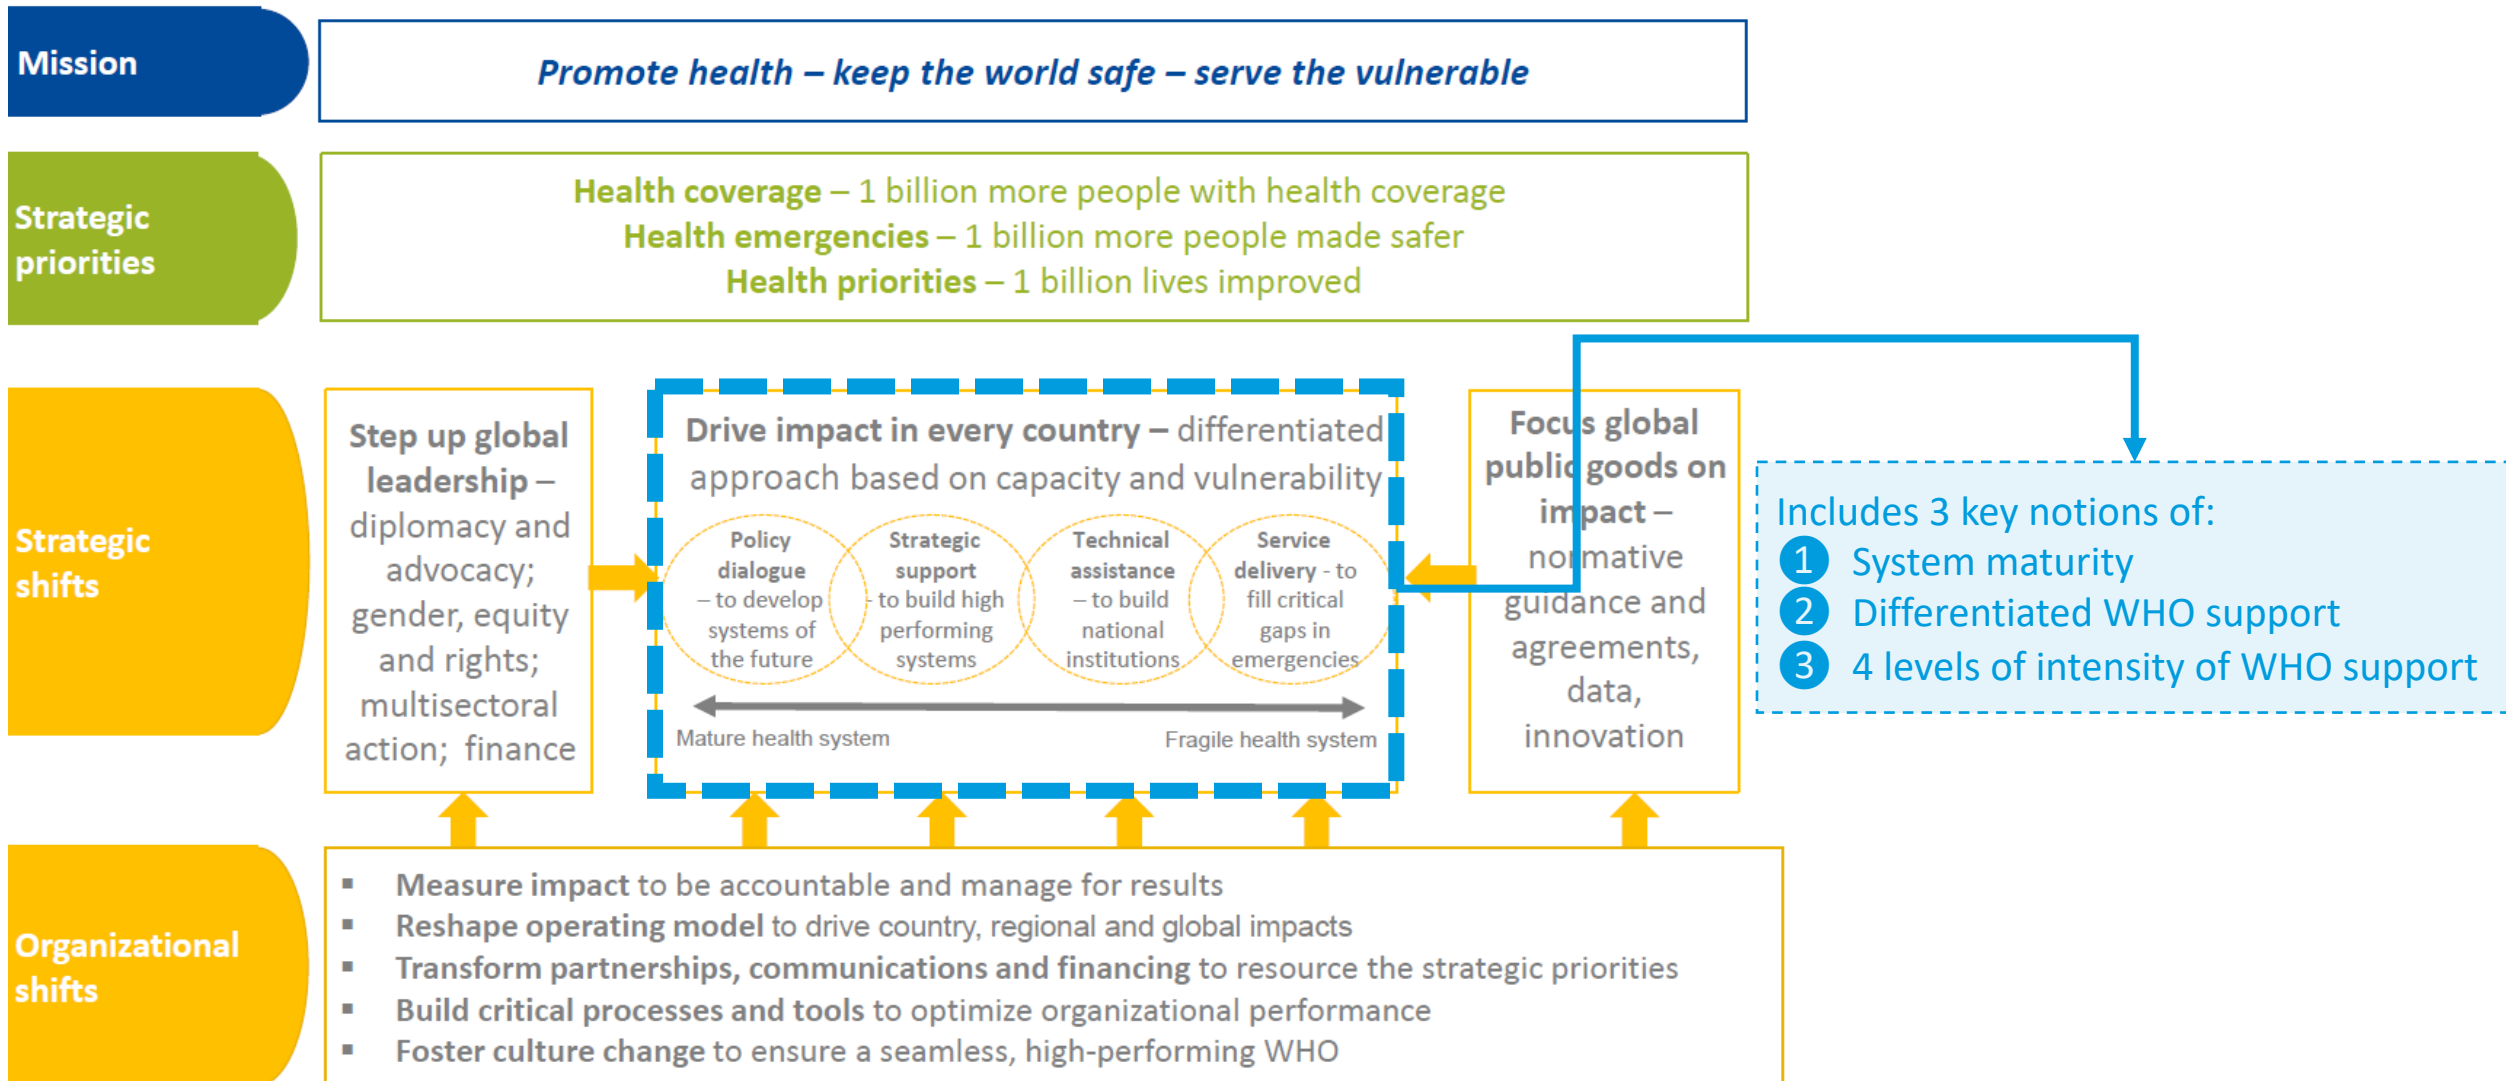 Mission
Promote health – keep the world safe – serve the vulnerable
Strategic
priorities
Health coverage – 1 billion more people with health coverage
Health emergencies – 1 billion more people made safer
Health priorities – 1 billion lives improved
Strategic
shifts
Step up global
leadership –
diplomacy and
advocacy;
gender, equity
and rights;
multisectoral
action; finance
Drive impact in every country – differentiated
approach based on capacity and vulnerability
Policy
dialogue
– to develop
systems of
the future
Strategic
support
- to build high
performing
systems
Technical
assistance
– to build
national
institutions
Service
delivery - to
fill critical
gaps in
emergencies
Mature health system
Fragile health system
Focus global
public goods on
impact –
normative
guidance and
agreements,
data,
innovation
Includes 3 key notions of:
1 System maturity
2 Differentiated WHO support
3 4 levels of intensity of WHO support
Organizational
shifts
▪ Measure impact to be accountable and manage for results
▪ Reshape operating model to drive country, regional and global impacts
▪ Transform partnerships, communications and financing to resource the strategic priorities
▪ Build critical processes and tools to optimize organizational performance
▪ Foster culture change to ensure a seamless, high-performing WHO